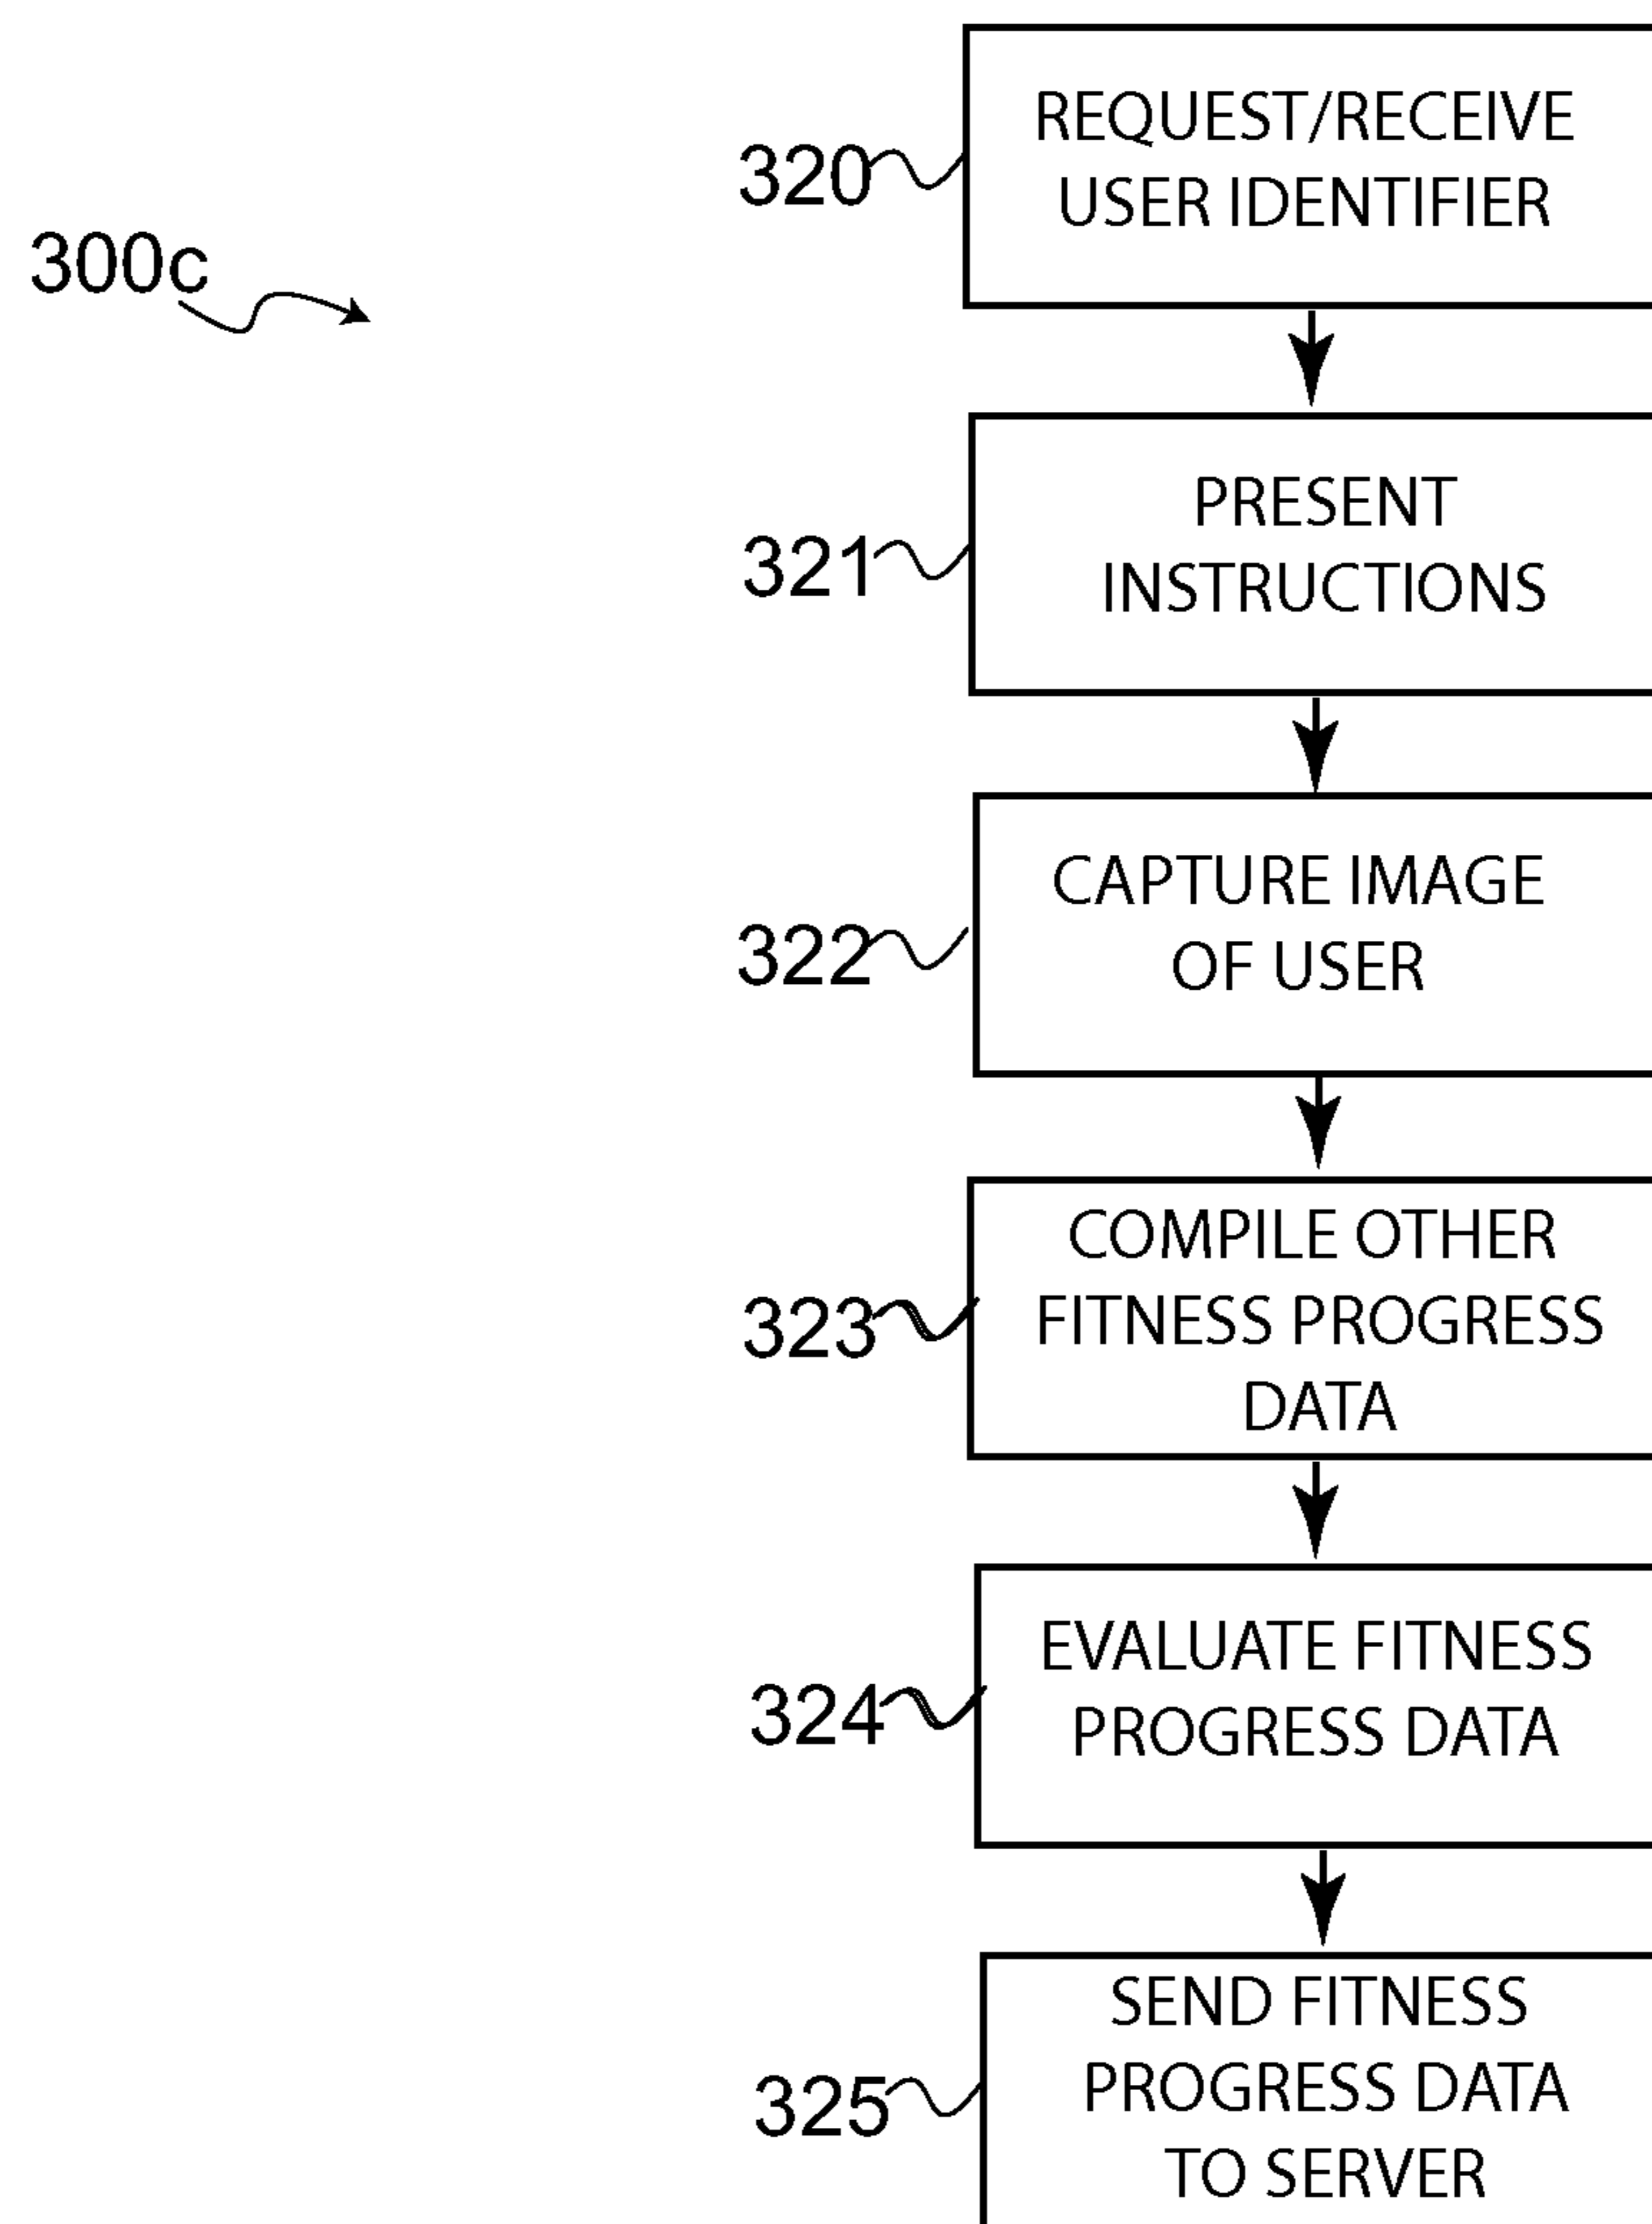 300c
320
REQUEST/RECEIVE
USER IDENTIFIER
321
PRESENT
INSTRUCTIONS
322
CAPTURE IMAGE
OF USER
323
COMPILE OTHER
FITNESS PROGRESS
DATA
324
EVALUATE FITNESS
PROGRESS DATA
325
SEND FITNESS
PROGRESS DATA
TO SERVER